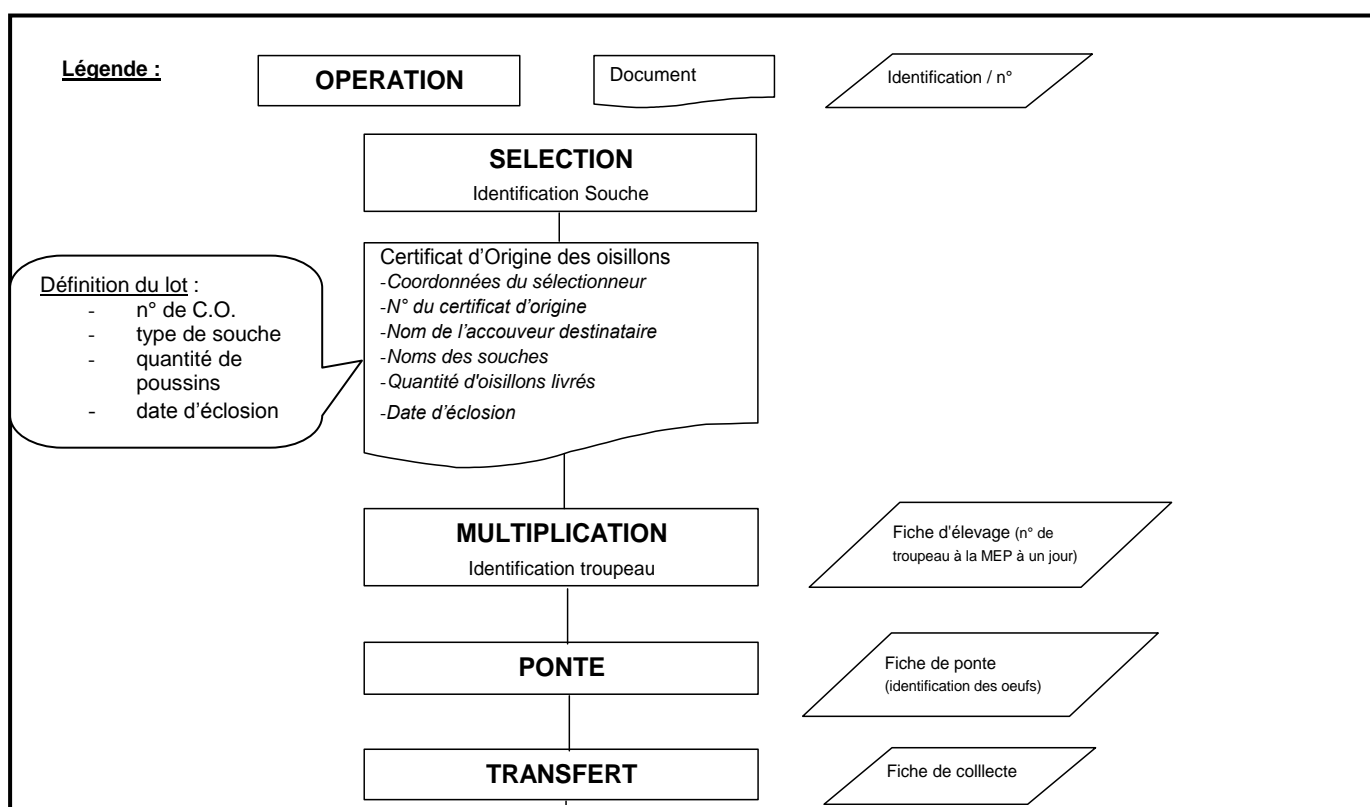 Légende :
OPERATION
Document
Identification / n°
SELECTION
Identification Souche
Certificat d’Origine des oisillons
-Coordonnées du sélectionneur
-N° du certificat d’origine
-Nom de l’accouveur destinataire
-Noms des souches
-Quantité d'oisillons livrés
-Date d’éclosion
Définition du lot :
- n° de C.O.
- type de souche
- quantité de
poussins
- date d’éclosion
MULTIPLICATION
Identification troupeau
Fiche d'élevage (n° de
troupeau à la MEP à un jour)
PONTE
Fiche de ponte
(identification des oeufs)
TRANSFERT
Fiche de colllecte